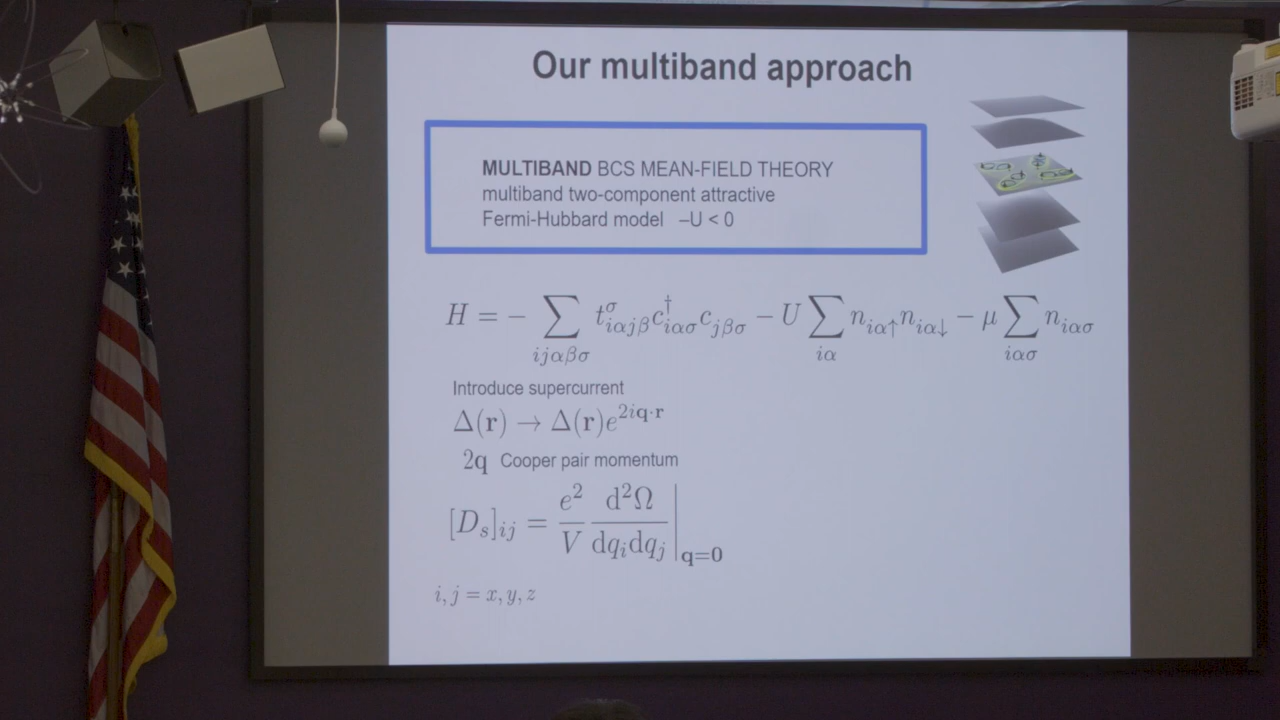 Our multiband approach
MULTIBAND BCS MEAN-FIELD THEORY
multiband two-component attractive
Fermi-Hubbard model –U < 0
H = − ∑_{ijαβσ} t^σ_{iαjβ} c^†_{iασ} c_{jβσ} − U ∑_{iα} n_{iα↑} n_{iα↓} − μ ∑_{iασ} n_{iασ}
Introduce supercurrent
Δ(r) → Δ(r)e^{2iq·r}
2q Cooper pair momentum
[D_s]_{ij} = e²/V d²Ω/dq_i dq_j |_{q=0}
i, j = x, y, z